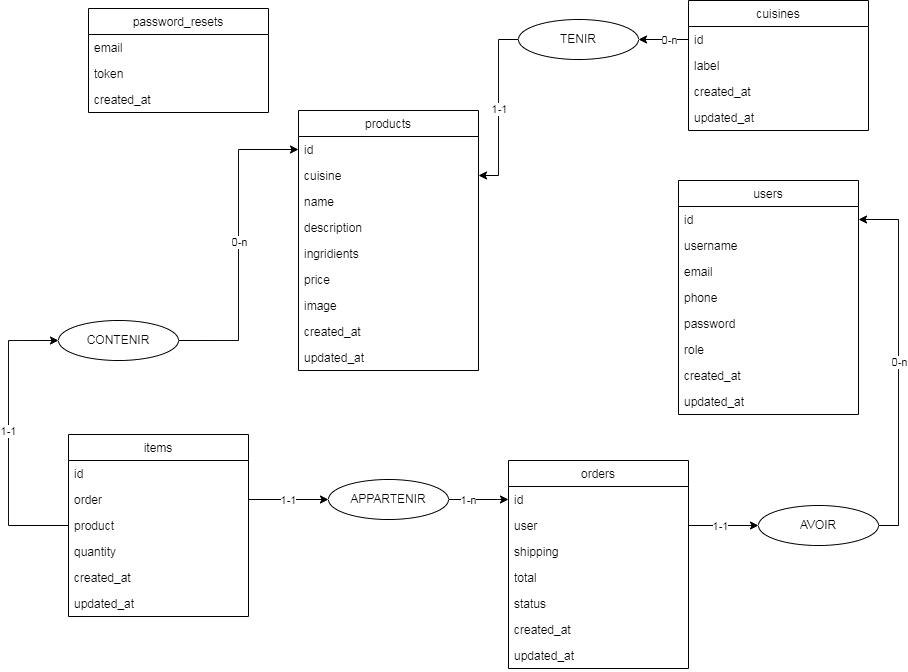 password_resets
email
token
created_at
TENIR
0-n
1-1
cuisines
id
label
created_at
updated_at
products
id
cuisine
name
description
ingridients
price
image
created_at
updated_at
users
id
username
email
phone
password
role
created_at
updated_at
0-n
CONTENIR
1-1
0-n
items
id
order
product
quantity
created_at
updated_at
1-1
APPARTENIR
1-n
orders
id
user
shipping
total
status
created_at
updated_at
1-1
AVOIR